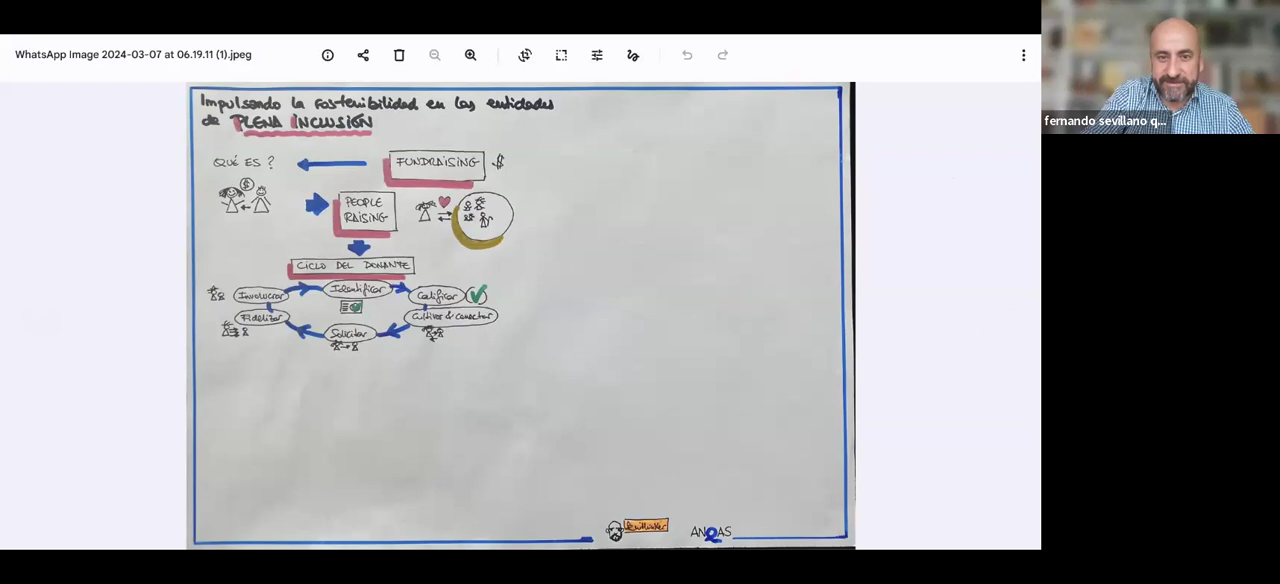 WhatsApp Image 2024-03-07 at 06.19.11 (1).jpeg
fernando sevillano q...
Impulsando la sostenibilidad en las entidades
de PLENA INCLUSIÓN
QUÉ ES?
FUNDRAISING $
$
PEOPLE
RAISING
CICLO DEL DONANTE
Involucrar
Identificar
Calificar
Fidelizar
Cultivar & conectar
Solicitar
ANQAS